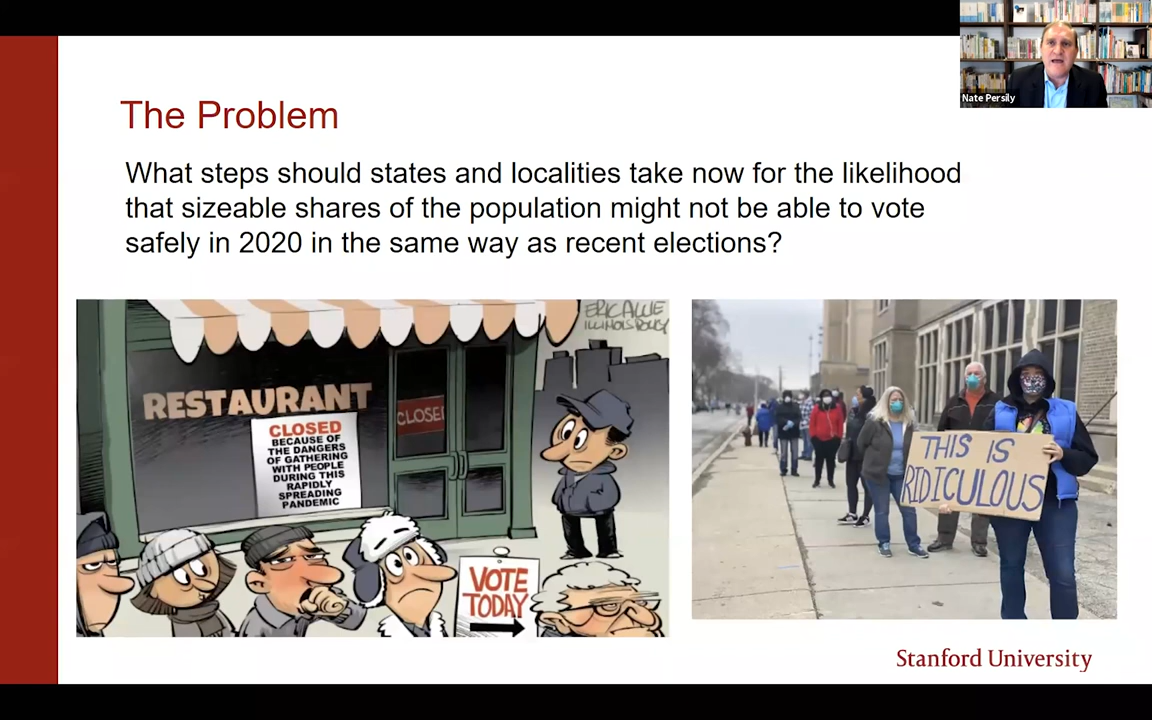 Nate Persily
The Problem
What steps should states and localities take now for the likelihood
that sizeable shares of the population might not be able to vote
safely in 2020 in the same way as recent elections?
ERIC ALLIE
ILLINOIS POLICY
RESTAURANT
CLOSED
BECAUSE OF
THE DANGERS
OF GATHERING
WITH PEOPLE
DURING THIS
RAPIDLY
SPREADING
PANDEMIC
CLOSED
VOTE
TODAY
THIS IS
RIDICULOUS
Stanford University